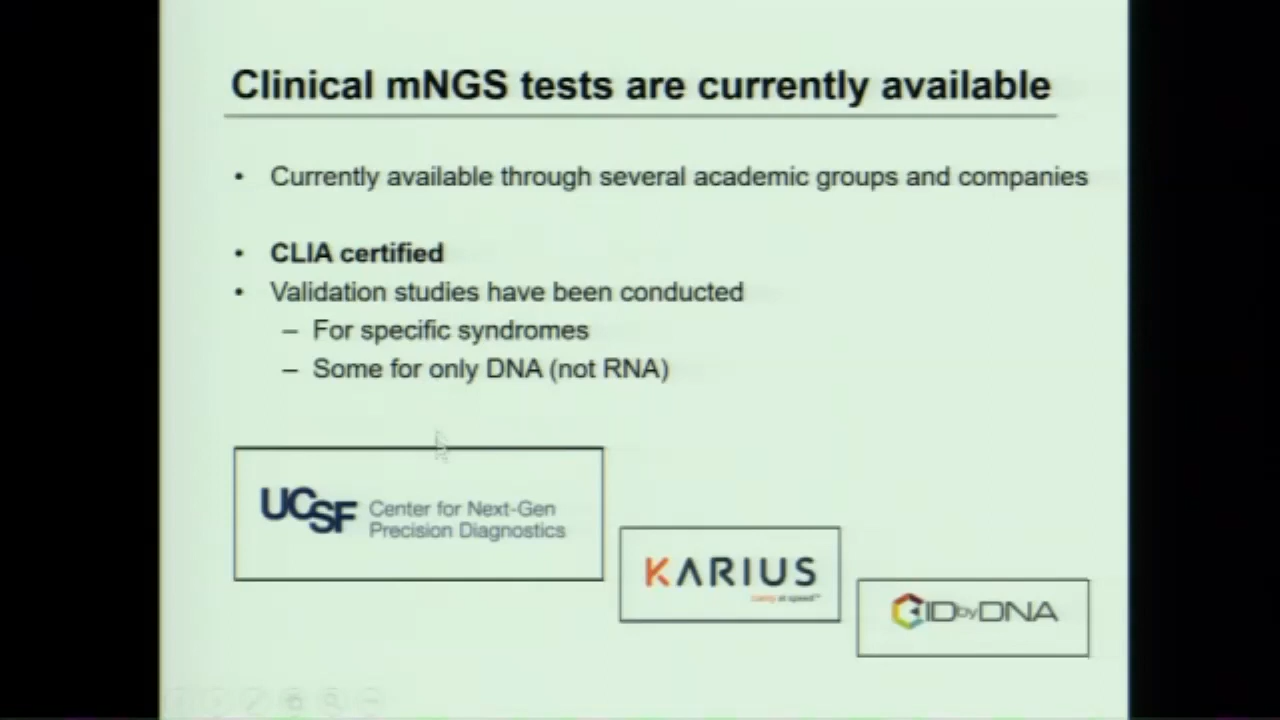 Clinical mNGS tests are currently available
• Currently available through several academic groups and companies
• CLIA certified
• Validation studies have been conducted
– For specific syndromes
– Some for only DNA (not RNA)
UCSF Center for Next-Gen
Precision Diagnostics
KARIUS
at speed™
IDbyDNA